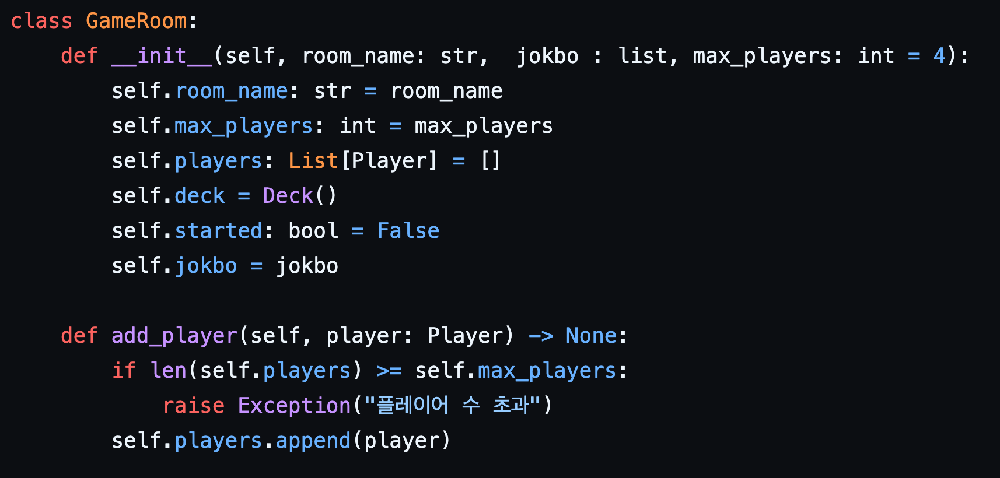 class GameRoom:
    def __init__(self, room_name: str,  jokbo : list, max_players: int = 4):
        self.room_name: str = room_name
        self.max_players: int = max_players
        self.players: List[Player] = []
        self.deck = Deck()
        self.started: bool = False
        self.jokbo = jokbo

    def add_player(self, player: Player) -> None:
        if len(self.players) >= self.max_players:
            raise Exception("플레이어 수 초과")
        self.players.append(player)